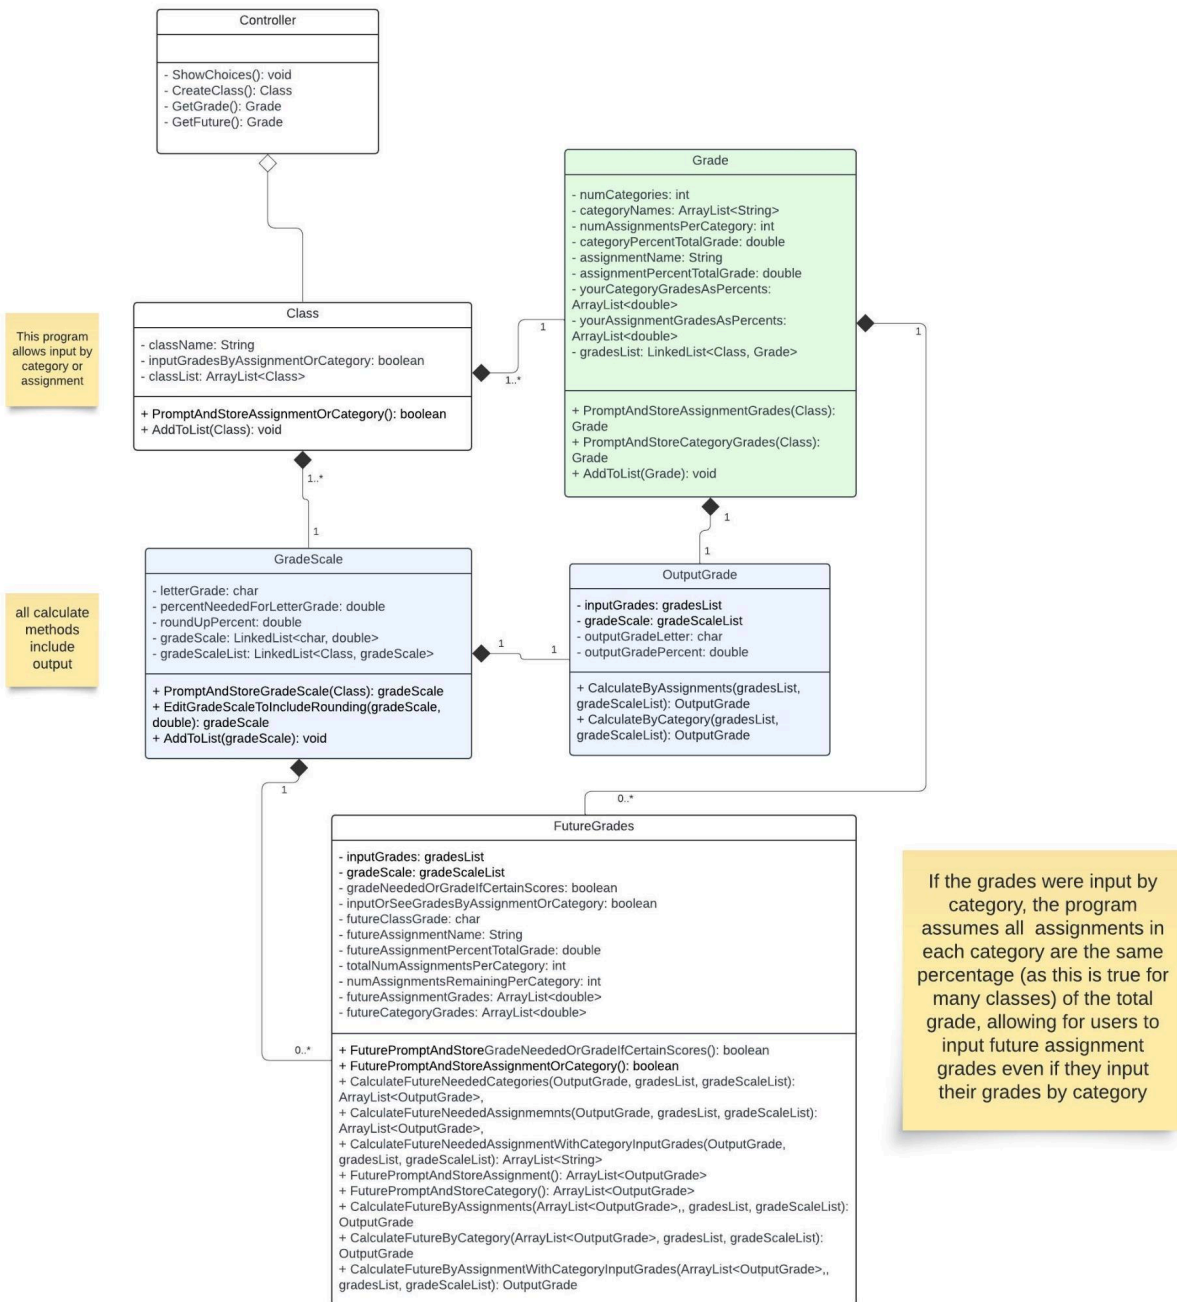 Controller
- ShowChoices(): void
- CreateClass(): Class
- GetGrade(): Grade
- GetFuture(): Grade
Grade
- numCategories: int
- categoryNames: ArrayList<String>
- numAssignmentsPerCategory: int
- categoryPercentTotalGrade: double
- assignmentName: String
- assignmentPercentTotalGrade: double
- yourCategoryGradesAsPercents:
ArrayList<double>
- yourAssignmentGradesAsPercents:
ArrayList<double>
- gradesList: LinkedList<Class, Grade>
+ PromptAndStoreAssignmentGrades(Class):
Grade
+ PromptAndStoreCategoryGrades(Class):
Grade
+ AddToList(Grade): void
This program
allows input by
category or
assignment
Class
- className: String
- inputGradesByAssignmentOrCategory: boolean
- classList: ArrayList<Class>
+ PromptAndStoreAssignmentOrCategory(): boolean
+ AddToList(Class): void
1
1..*
1
1..*
1
1
1
all calculate
methods
include
output
GradeScale
- letterGrade: char
- percentNeededForLetterGrade: double
- roundUpPercent: double
- gradeScale: LinkedList<char, double>
- gradeScaleList: LinkedList<Class, gradeScale>
+ PromptAndStoreGradeScale(Class): gradeScale
+ EditGradeScaleToIncludeRounding(gradeScale,
double): gradeScale
+ AddToList(gradeScale): void
1
1
OutputGrade
- inputGrades: gradesList
- gradeScale: gradeScaleList
- outputGradeLetter: char
- outputGradePercent: double
+ CalculateByAssignments(gradesList,
gradeScaleList): OutputGrade
+ CalculateByCategory(gradesList,
gradeScaleList): OutputGrade
1
0..*
0..*
FutureGrades
- inputGrades: gradesList
- gradeScale: gradeScaleList
- gradeNeededOrGradeIfCertainScores: boolean
- inputOrSeeGradesByAssignmentOrCategory: boolean
- futureClassGrade: char
- futureAssignmentName: String
- futureAssignmentPercentTotalGrade: double
- totalNumAssignmentsPerCategory: int
- numAssignmentsRemainingPerCategory: int
- futureAssignmentGrades: ArrayList<double>
- futureCategoryGrades: ArrayList<double>
+ FuturePromptAndStoreGradeNeededOrGradeIfCertainScores(): boolean
+ FuturePromptAndStoreAssignmentOrCategory(): boolean
+ CalculateFutureNeededCategories(OutputGrade, gradesList, gradeScaleList):
ArrayList<OutputGrade>,
+ CalculateFutureNeededAssignmemnts(OutputGrade, gradesList, gradeScaleList):
ArrayList<OutputGrade>,
+ CalculateFutureNeededAssignmentWithCategoryInputGrades(OutputGrade,
gradesList, gradeScaleList): ArrayList<String>
+ FuturePromptAndStoreAssignment(): ArrayList<OutputGrade>
+ FuturePromptAndStoreCategory(): ArrayList<OutputGrade>
+ CalculateFutureByAssignments(ArrayList<OutputGrade>,, gradesList, gradeScaleList):
OutputGrade
+ CalculateFutureByCategory(ArrayList<OutputGrade>, gradesList, gradeScaleList):
OutputGrade
+ CalculateFutureByAssignmentWithCategoryInputGrades(ArrayList<OutputGrade>,,
gradesList, gradeScaleList): OutputGrade
If the grades were input by
category, the program
assumes all assignments in
each category are the same
percentage (as this is true for
many classes) of the total
grade, allowing for users to
input future assignment
grades even if they input
their grades by category